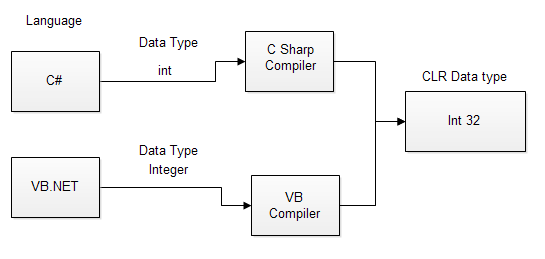 Language
Data Type
int
C#
C Sharp
Compiler
CLR Data type
Int 32
Data Type
Integer
VB.NET
VB
Compiler